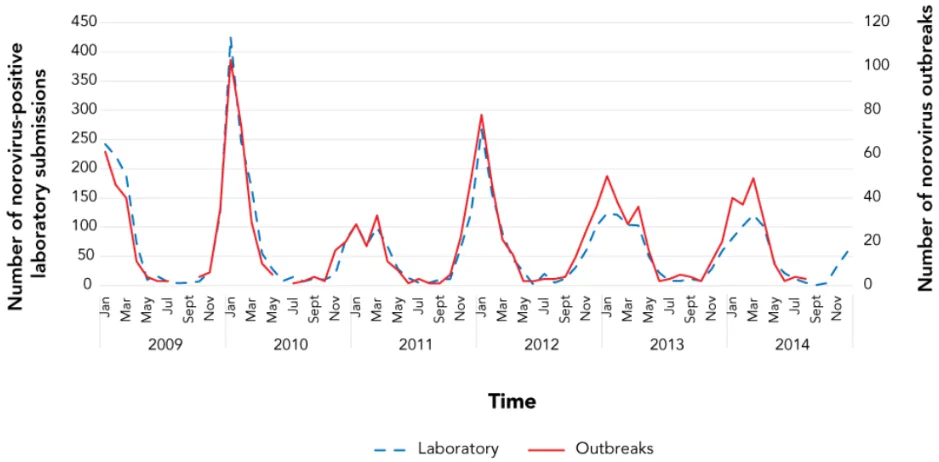 Number of norovirus-positive
laboratory submissions
450
400
350
300
250
200
150
100
50
0
120
100
80
60
40
20
0
Number of norovirus outbreaks
Jan Mar May Jul Sept Nov Jan Mar May Jul Sept Nov Jan Mar May Jul Sept Nov Jan Mar May Jul Sept Nov Jan Mar May Jul Sept Nov Jan Mar May Jul Sept Nov
2009 2010 2011 2012 2013 2014
Time
Laboratory Outbreaks